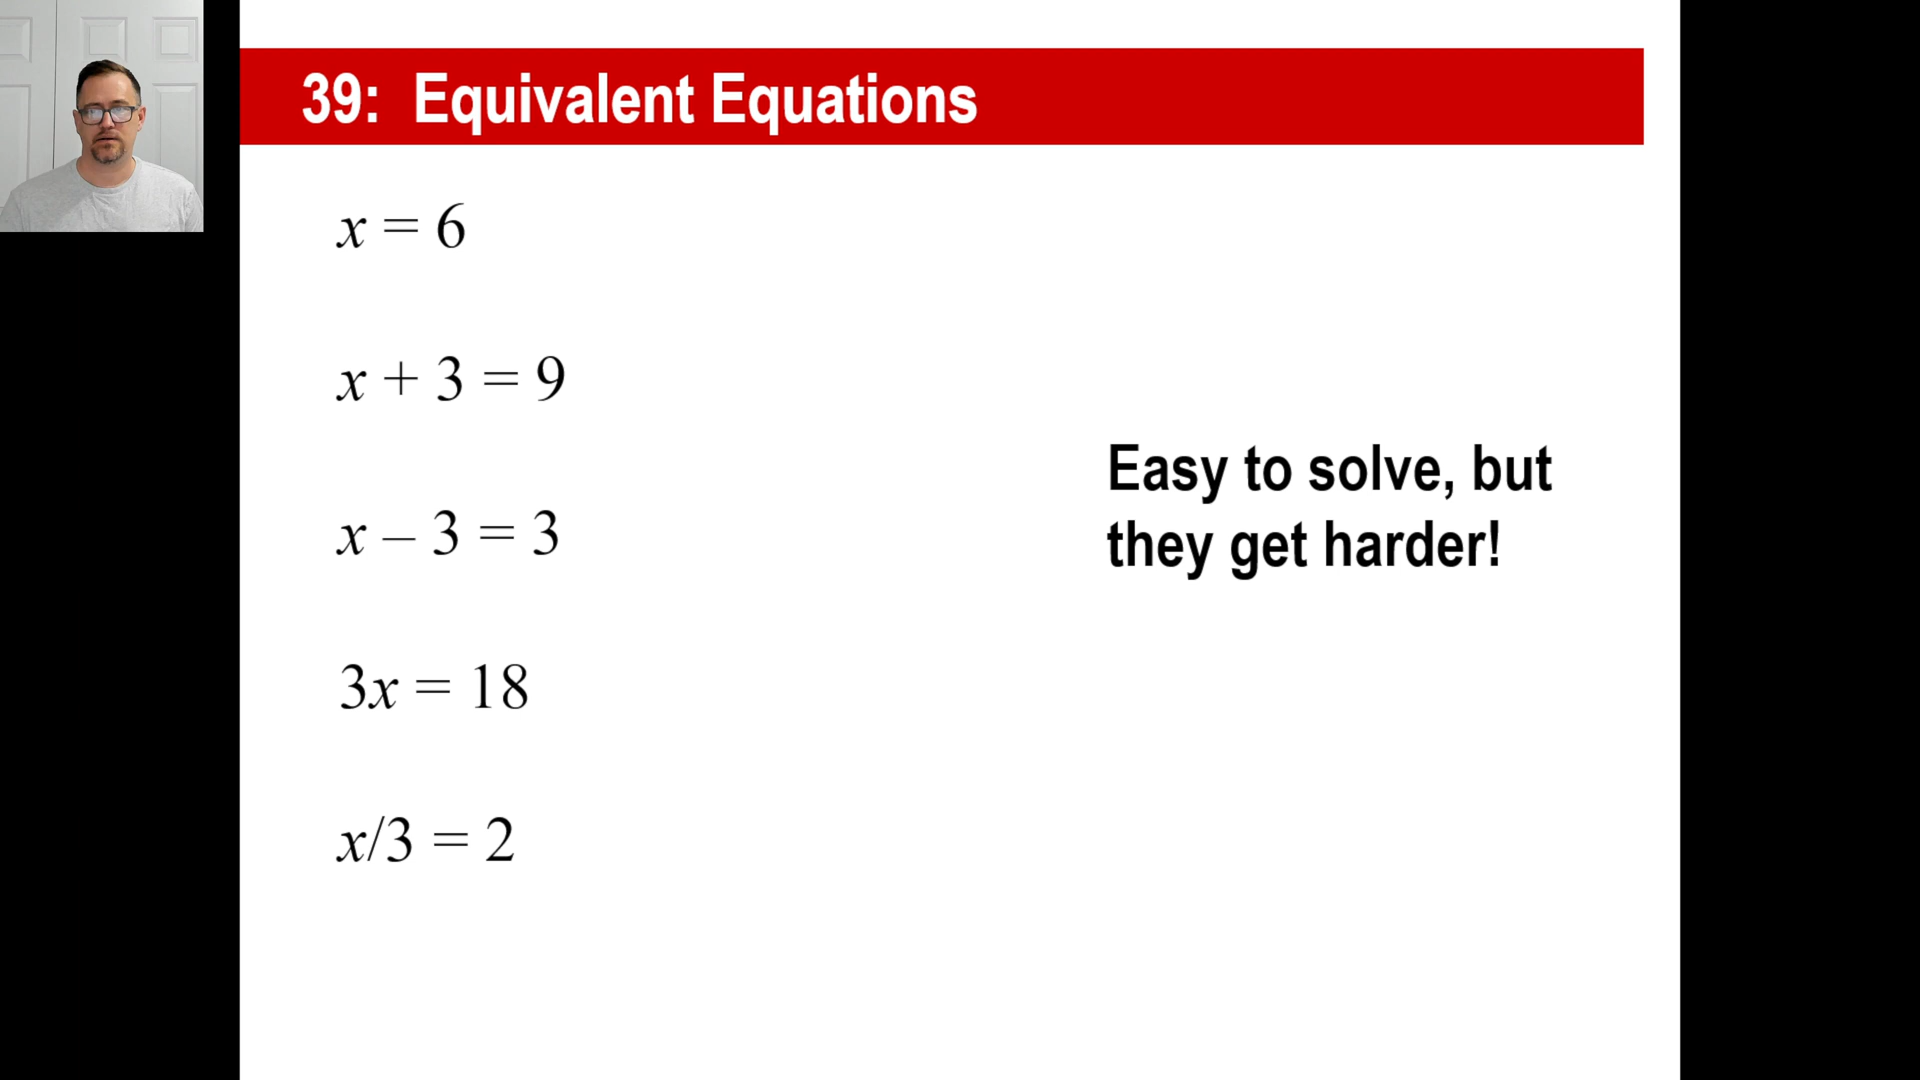 39: Equivalent Equations
x = 6
x + 3 = 9
x – 3 = 3
3x = 18
x/3 = 2
Easy to solve, but
they get harder!